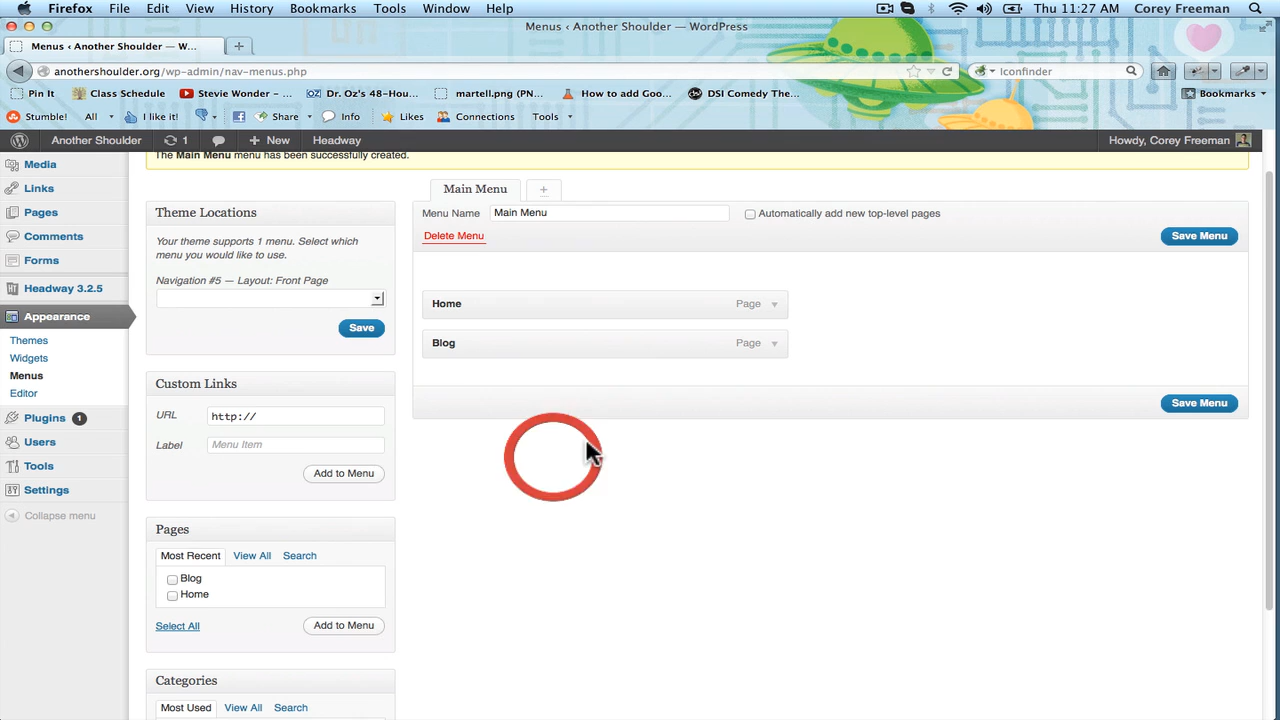 Firefox File Edit View History Bookmarks Tools Window Help Thu 11:27 AM Corey Freeman
Menus ‹ Another Shoulder — WordPress
Menus ‹ Another Shoulder — W...
anothershoulder.org/wp-admin/nav-menus.php Iconfinder
Pin It Class Schedule Stevie Wonder - ... Dr. Oz's 48-Hou... martell.png (PN... How to add Goo... DSI Comedy The... Bookmarks
Stumble! All I like it! Share Info Likes Connections Tools
Another Shoulder 1 New Headway Howdy, Corey Freeman
The Main Menu menu has been successfully created.
Media
Links
Pages
Comments
Forms
Headway 3.2.5
Appearance
Themes
Widgets
Menus
Editor
Plugins 1
Users
Tools
Settings
Collapse menu
Theme Locations
Your theme supports 1 menu. Select which
menu you would like to use.
Navigation #5 — Layout: Front Page
Save
Custom Links
URL http://
Label Menu Item
Add to Menu
Pages
Most Recent View All Search
Blog
Home
Select All Add to Menu
Categories
Most Used View All Search
Main Menu +
Menu Name Main Menu Automatically add new top-level pages
Delete Menu Save Menu
Home Page
Blog Page
Save Menu